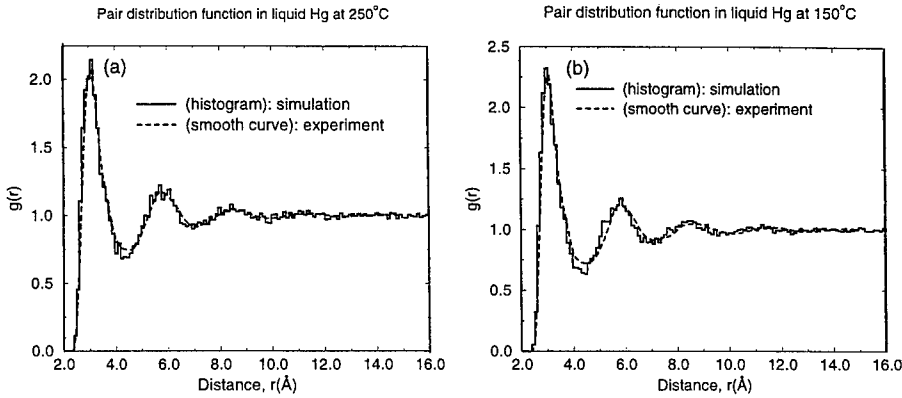 Pair distribution function in liquid Hg at 250°C
(a)
(histogram): simulation
(smooth curve): experiment
g(r)
2.0
1.5
1.0
0.5
0.0
2.0 4.0 6.0 8.0 10.0 12.0 14.0 16.0
Distance, r(Å)
Pair distribution function in liquid Hg at 150°C
(b)
(histogram): simulation
(smooth curve): experiment
g(r)
2.5
2.0
1.5
1.0
0.5
0.0
2.0 4.0 6.0 8.0 10.0 12.0 14.0 16.0
Distance, r(Å)